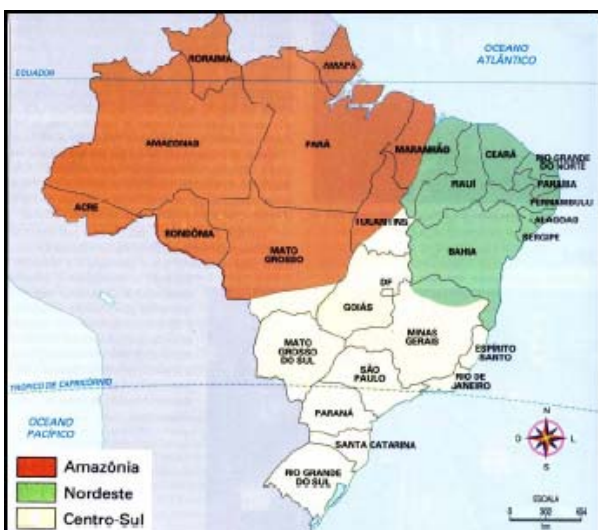 OCEANO
ATLÂNTICO
RORAIMA
AMAPÁ
EQUADOR
AMAZONAS
PARÁ
MARANHÃO
CEARÁ
RIO GRANDE
DO NORTE
PIAUÍ
PARAÍBA
PERNAMBUCO
ALAGOAS
SERGIPE
ACRE
RONDÔNIA
TOCANTINS
MATO
GROSSO
BAHIA
DF
GOIÁS
MINAS
GERAIS
MATO
GROSSO
DO SUL
ESPÍRITO
SANTO
SÃO
PAULO
RIO DE
JANEIRO
TRÓPICO DE CAPRICÓRNIO
PARANÁ
OCEANO
PACÍFICO
SANTA CATARINA
RIO GRANDE
DO SUL
N
O
L
S
Amazônia
Nordeste
Centro-Sul
ESCALA
km